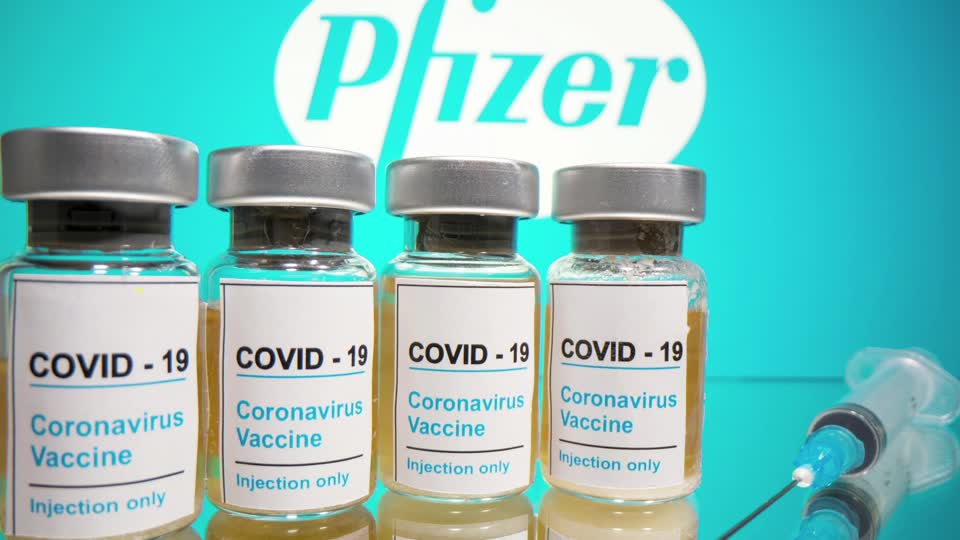 Pfizer
COVID - 19
Coronavirus
Vaccine
Injection only
COVID - 19
Coronavirus
Vaccine
Injection only
COVID - 19
Coronavirus
Vaccine
Injection only
COVID - 19
Coronavirus
Vaccine
Injection only